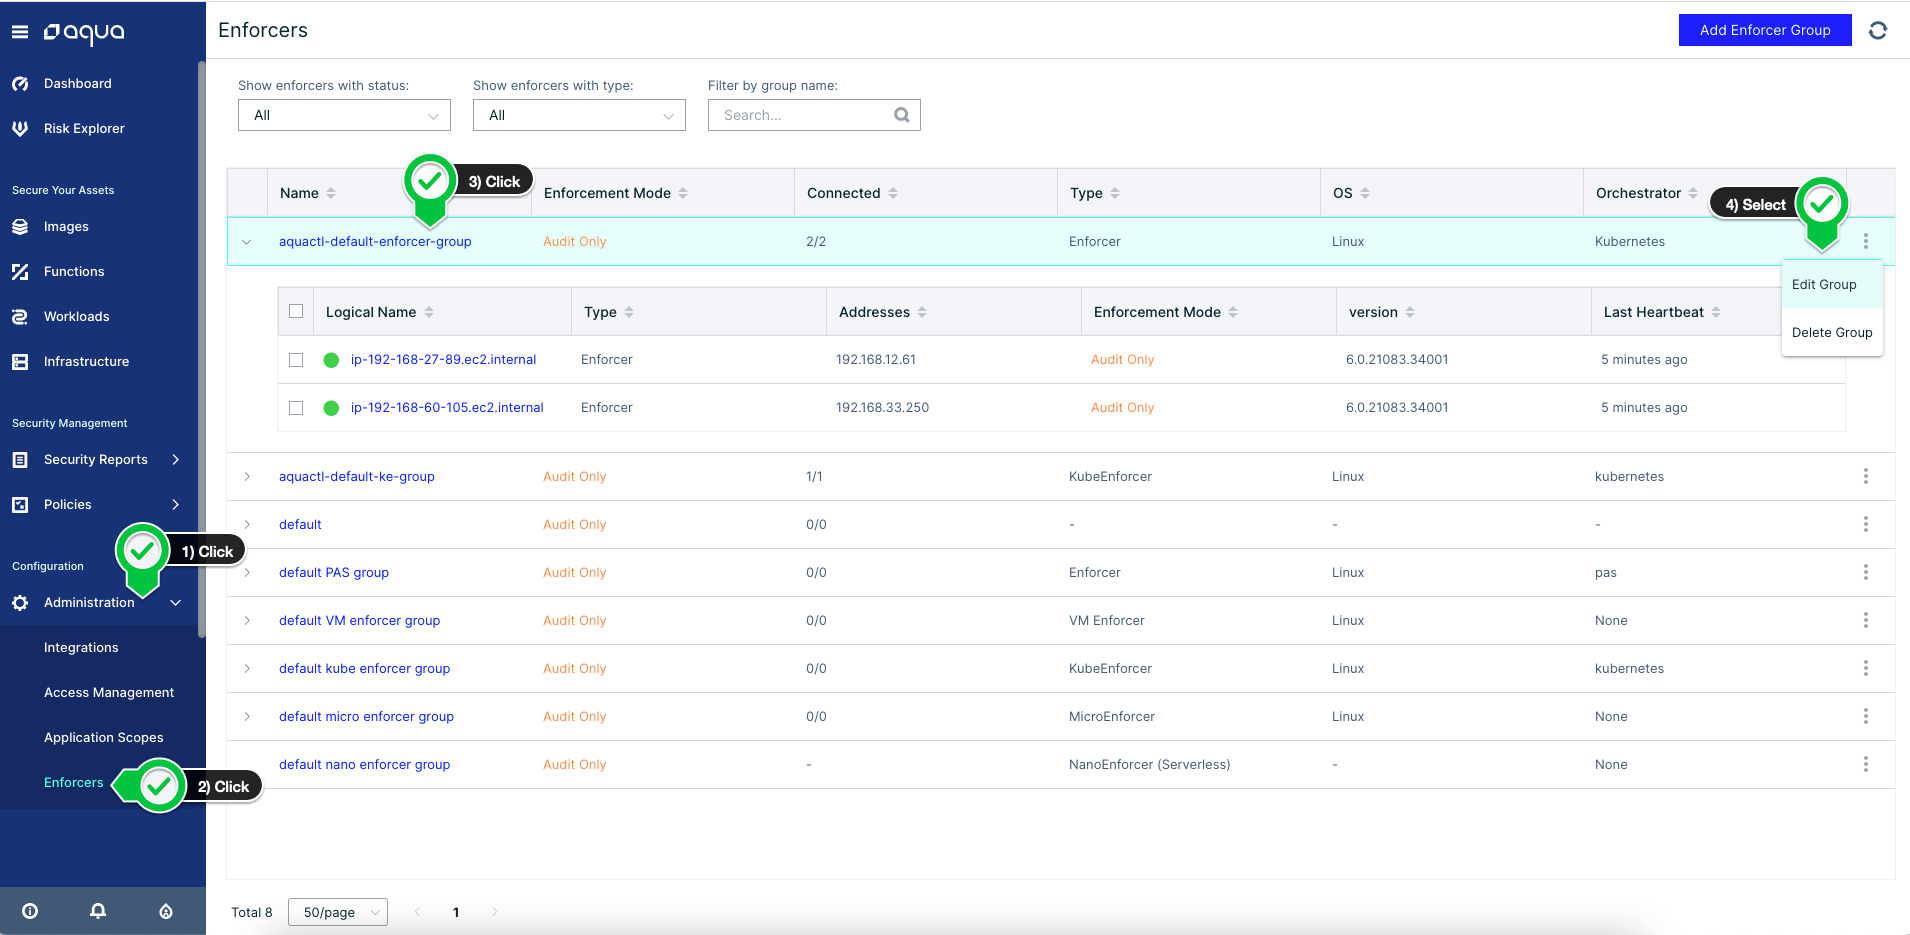 aqua
Enforcers
Add Enforcer Group
Dashboard
Risk Explorer
Secure Your Assets
Images
Functions
Workloads
Infrastructure
Security Management
Security Reports
Policies
1) Click
Configuration
Administration
Integrations
Access Management
Application Scopes
Enforcers
2) Click
Show enforcers with status:
Show enforcers with type:
Filter by group name:
All
All
Search...
3) Click
4) Select
Name Enforcement Mode Connected Type OS Orchestrator
aquactl-default-enforcer-group Audit Only 2/2 Enforcer Linux Kubernetes
Edit Group
Delete Group
Logical Name Type Addresses Enforcement Mode version Last Heartbeat
ip-192-168-27-89.ec2.internal Enforcer 192.168.12.61 Audit Only 6.0.21083.34001 5 minutes ago
ip-192-168-60-105.ec2.internal Enforcer 192.168.33.250 Audit Only 6.0.21083.34001 5 minutes ago
aquactl-default-ke-group Audit Only 1/1 KubeEnforcer Linux kubernetes
default Audit Only 0/0 - - -
default PAS group Audit Only 0/0 Enforcer Linux pas
default VM enforcer group Audit Only 0/0 VM Enforcer Linux None
default kube enforcer group Audit Only 0/0 KubeEnforcer Linux kubernetes
default micro enforcer group Audit Only 0/0 MicroEnforcer Linux None
default nano enforcer group Audit Only - NanoEnforcer (Serverless) - None
Total 8 50/page 1